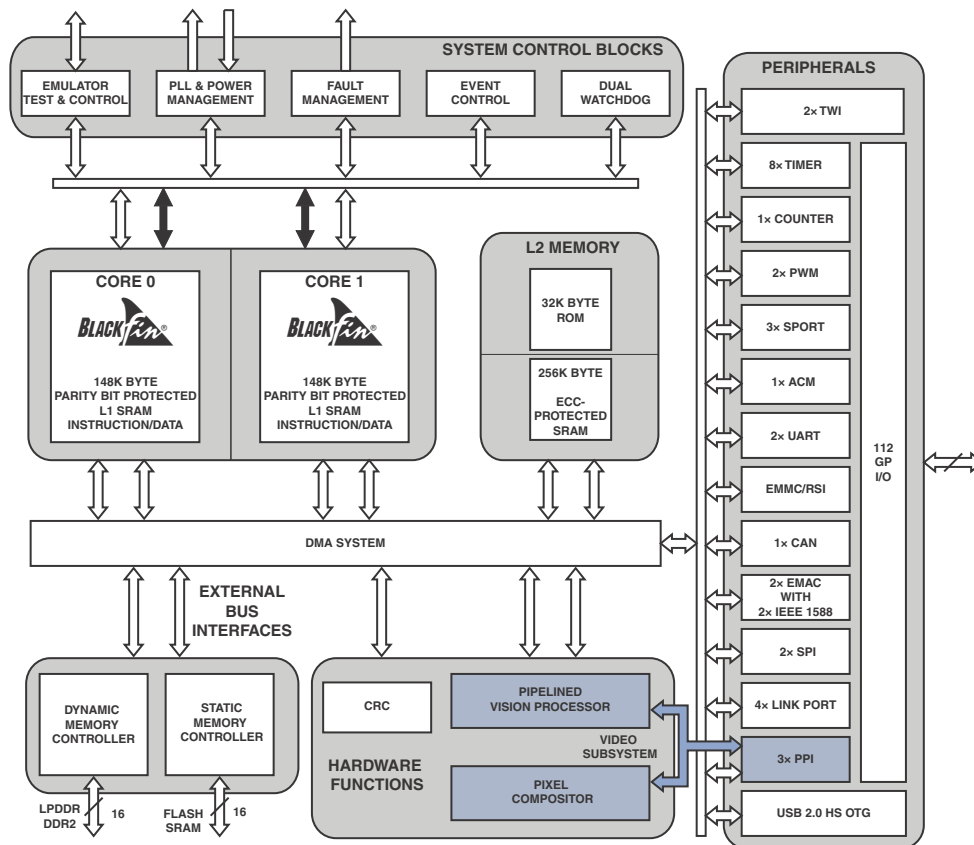 SYSTEM CONTROL BLOCKS
EMULATOR
TEST & CONTROL
PLL & POWER
MANAGEMENT
FAULT
MANAGEMENT
EVENT
CONTROL
DUAL
WATCHDOG
CORE 0
BLACKfin®
148K BYTE
PARITY BIT PROTECTED
L1 SRAM
INSTRUCTION/DATA
CORE 1
BLACKfin®
148K BYTE
PARITY BIT PROTECTED
L1 SRAM
INSTRUCTION/DATA
L2 MEMORY
32K BYTE
ROM
256K BYTE
ECC-
PROTECTED
SRAM
DMA SYSTEM
EXTERNAL
BUS
INTERFACES
DYNAMIC
MEMORY
CONTROLLER
STATIC
MEMORY
CONTROLLER
LPDDR
DDR2
16
FLASH
SRAM
16
CRC
HARDWARE
FUNCTIONS
PIPELINED
VISION PROCESSOR
VIDEO
SUBSYSTEM
PIXEL
COMPOSITOR
PERIPHERALS
2× TWI
8× TIMER
1× COUNTER
2× PWM
3× SPORT
1× ACM
2× UART
EMMC/RSI
1× CAN
2× EMAC
WITH
2× IEEE 1588
2× SPI
4× LINK PORT
3× PPI
USB 2.0 HS OTG
112
GP
I/O